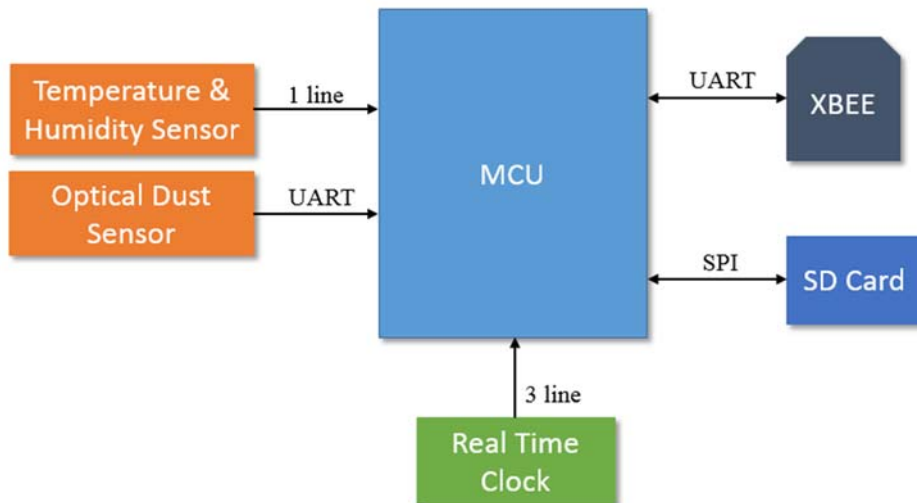 Temperature &
Humidity Sensor
1 line
Optical Dust
Sensor
UART
MCU
UART
XBEE
SPI
SD Card
3 line
Real Time
Clock